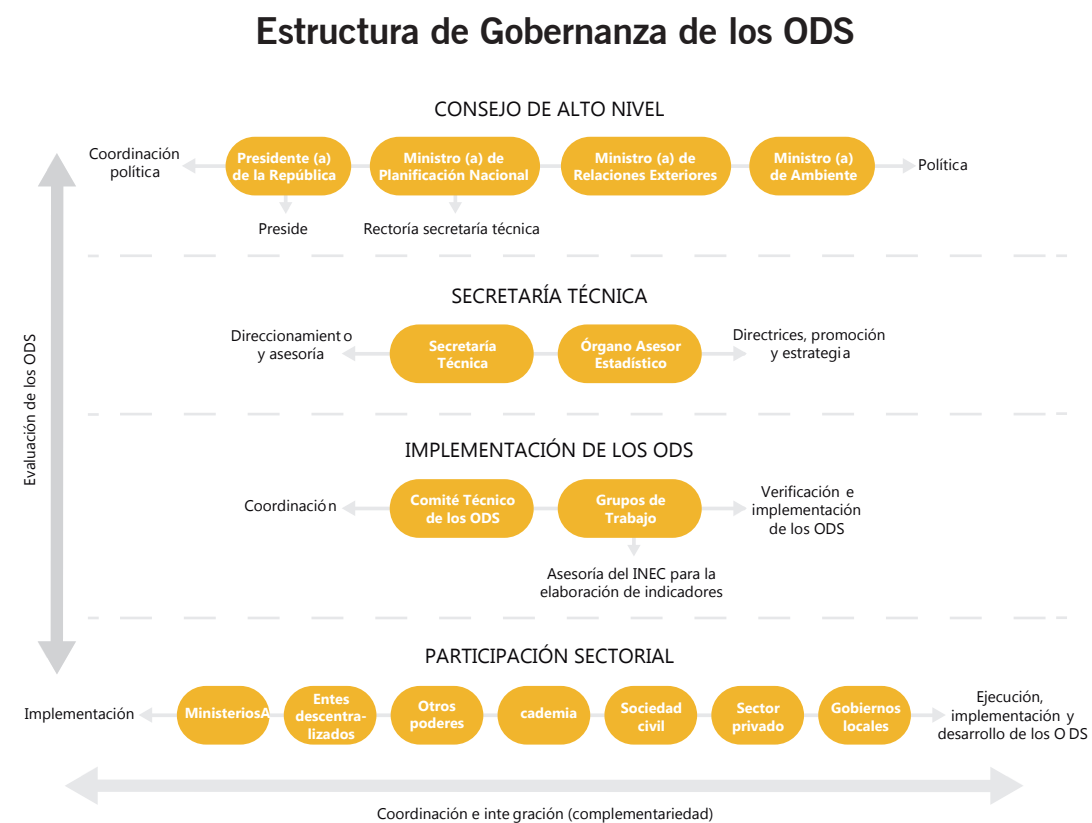 Estructura de Gobernanza de los ODS
CONSEJO DE ALTO NIVEL
Coordinación
política
Presidente (a)
de la República
Ministro (a) de
Planificación Nacional
Ministro (a) de
Relaciones Exteriores
Ministro (a)
de Ambiente
Política
Preside
Rectoría secretaría técnica
SECRETARÍA TÉCNICA
Direccionamient o
y asesoría
Secretaría
Técnica
Órgano Asesor
Estadístico
Directrices, promoción
y estrategia
Evaluación de los ODS
IMPLEMENTACIÓN DE LOS ODS
Coordinación
Comité Técnico
de los ODS
Grupos de
Trabajo
Verificación e
implementación
de los ODS
Asesoría del INEC para la
elaboración de indicadores
PARTICIPACIÓN SECTORIAL
Implementación
MinisteriosA
Entes
descentra-
lizados
Otros
poderes
cademia
Sociedad
civil
Sector
privado
Gobiernos
locales
Ejecución,
implementación y
desarrollo de los O DS
Coordinación e inte gración (complementariedad)